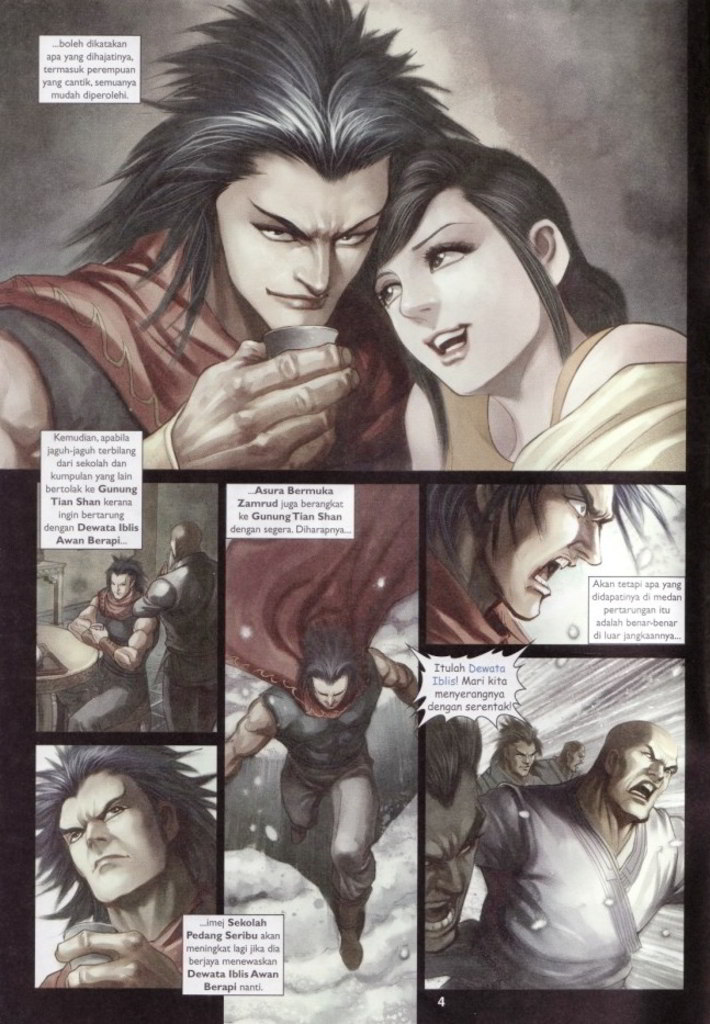 ...boleh dikatakan
apa yang dihajatinya,
termasuk perempuan
yang cantik, semuanya
mudah diperolehi.
Kemudian, apabila
jaguh-jaguh terbilang
dari sekolah dan
kumpulan yang lain
bertolak ke Gunung
Tian Shan kerana
ingin bertarung
dengan Dewata Iblis
Awan Berapi...
...imej Sekolah
Pedang Seribu akan
meningkat lagi jika dia
berjaya menewaskan
Dewata Iblis Awan
Berapi nanti.
...Asura Bermuka
Zamrud juga berangkat
ke Gunung Tian Shan
dengan segera. Diharapnya...
Akan tetapi apa yang
didapatinya di medan
pertarungan itu
adalah benar-benar
di luar jangkaannya...
Itulah Dewata
Iblis! Mari kita
menyerangnya
dengan serentak!
4